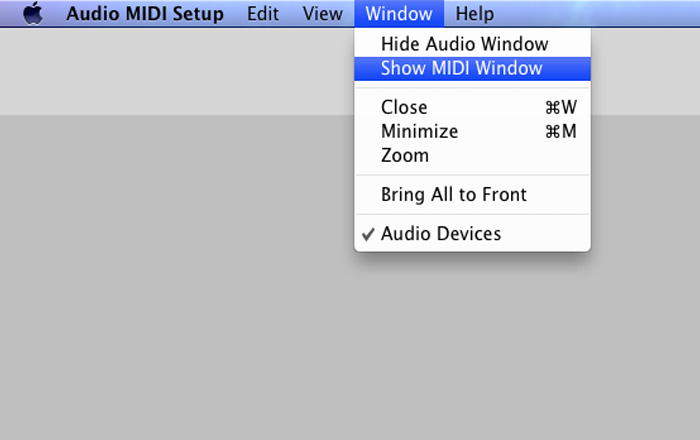 Audio MIDI Setup Edit View Window Help
Hide Audio Window
Show MIDI Window
Close ⌘W
Minimize ⌘M
Zoom
Bring All to Front
✓ Audio Devices